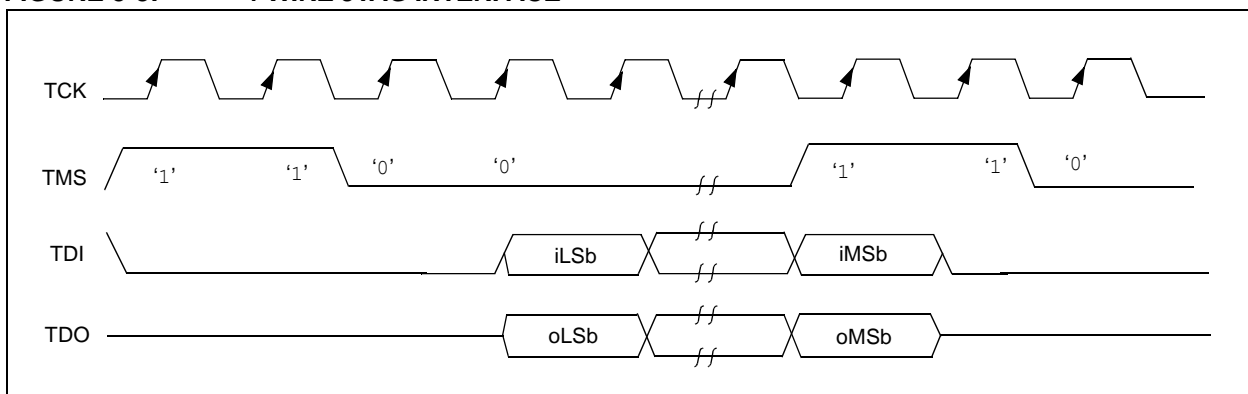 TCK
TMS
‘1’ ‘1’ ‘0’ ‘0’ ‘1’ ‘1’ ‘0’
TDI
iLSb iMSb
TDO
oLSb oMSb